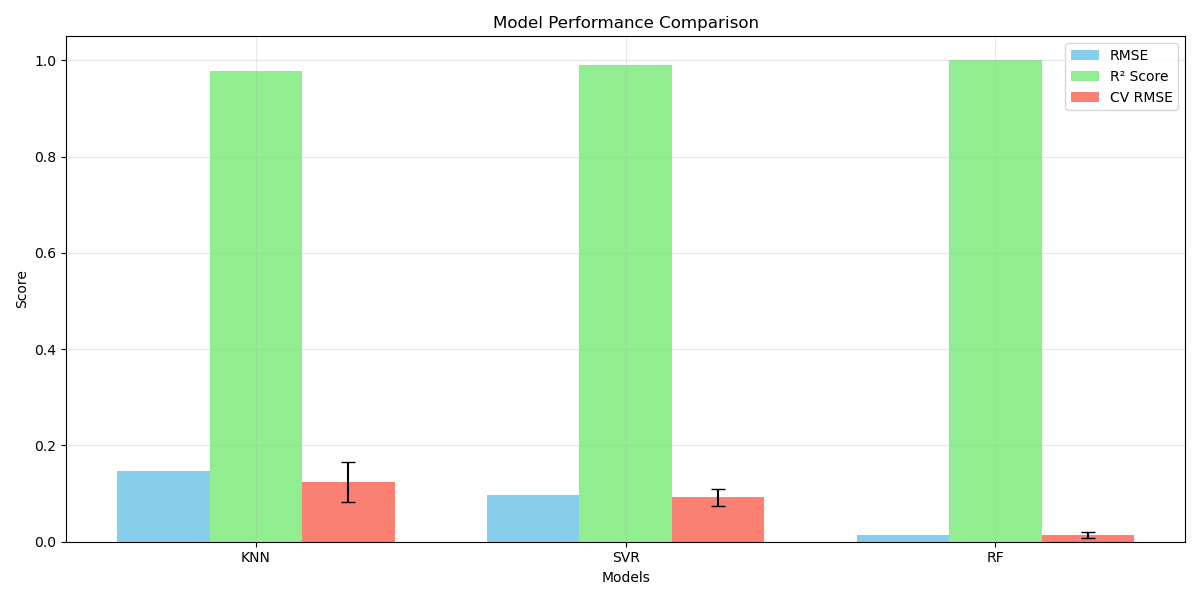 Model Performance Comparison
RMSE
R² Score
CV RMSE
1.0
0.8
0.6
0.4
0.2
0.0
Score
KNN SVR RF
Models